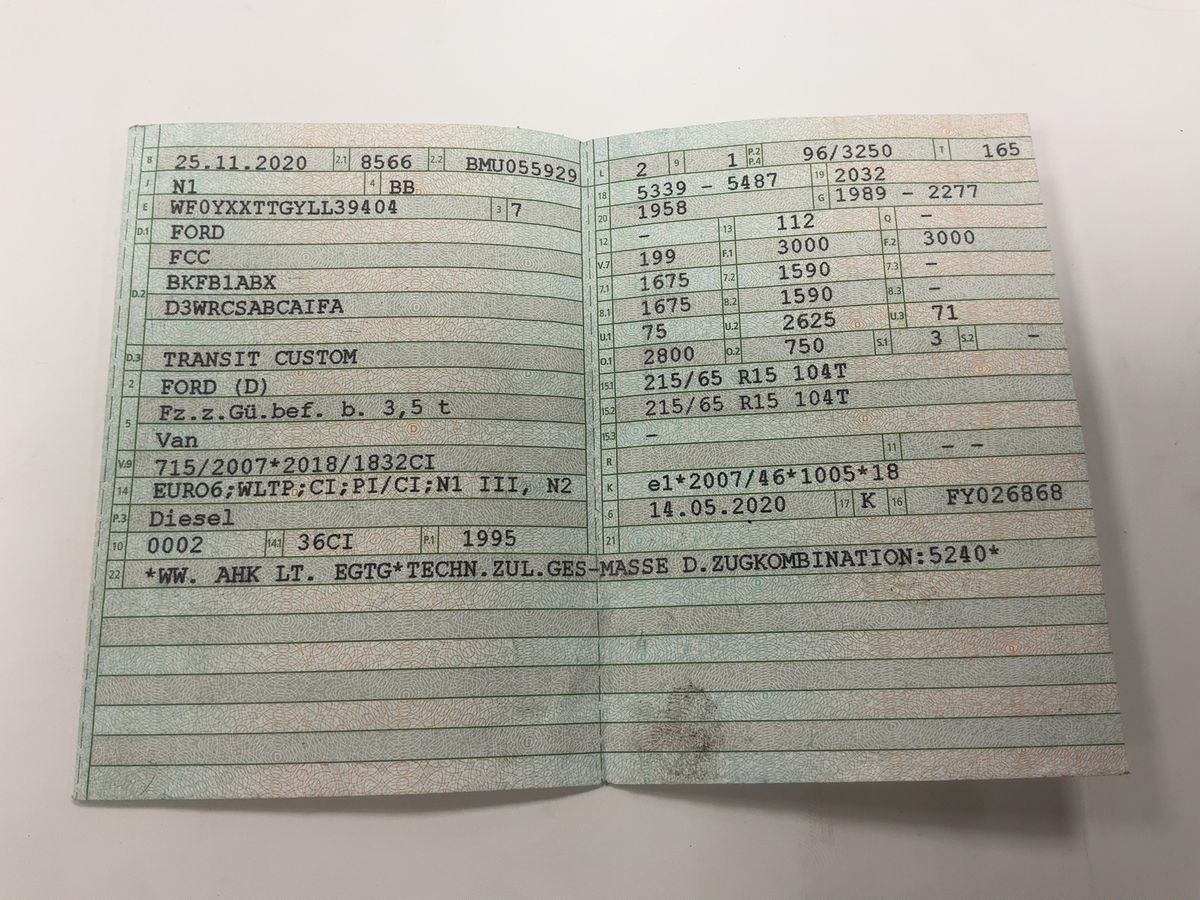 B 25.11.2020 2.1 8566 2.2 BMU055929
J N1 4 BB
E WF0YXXTTGYLL39404 3 7
D.1 FORD
FCC
D.2 BKFB1ABX
D3WRCSABCAIFA
D.3 TRANSIT CUSTOM
2 FORD (D)
5 Fz.z.Gü.bef. b. 3,5 t
Van
V.9 715/2007*2018/1832CI
14 EURO6;WLTP;CI;PI/CI;N1 III, N2
P.3 Diesel
10 0002 14.1 36CI P.1 1995
L 2 9 1 P.2 P.4 96/3250 T 165
18 5339 - 5487 19 2032
20 1958 G 1989 - 2277
12 - 13 112 Q -
V.7 199 F.1 3000 F.2 3000
7.1 1675 7.2 1590 7.3 -
8.1 1675 8.2 1590 8.3 -
U.1 75 U.2 2625 U.3 71
O.1 2800 O.2 750 S.1 3 S.2 -
15.1 215/65 R15 104T
15.2 215/65 R15 104T
15.3 -
R 11 - -
K e1*2007/46*1005*18
6 14.05.2020 17 K 16 FY026868
21
22 *WW. AHK LT. EGTG*TECHN.ZUL.GES-MASSE D.ZUGKOMBINATION:5240*